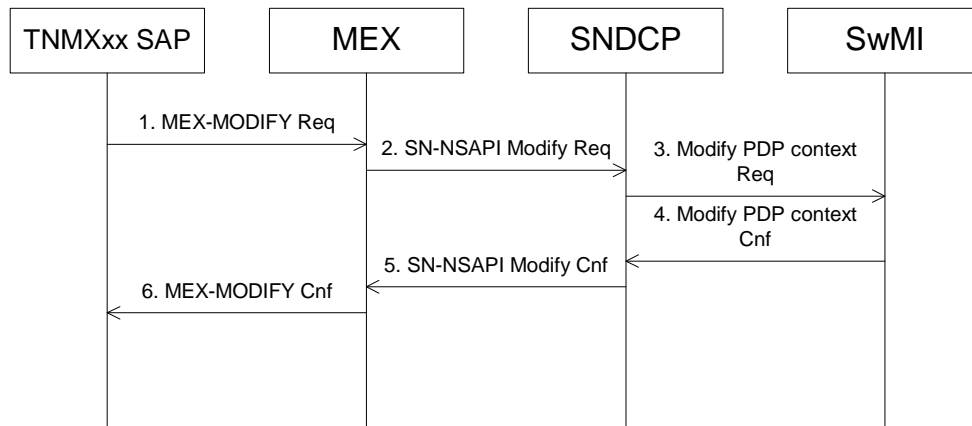 TNMXxx SAP
MEX
SNDCP
SwMI
1. MEX-MODIFY Req
2. SN-NSAPI Modify Req
3. Modify PDP context
Req
4. Modify PDP context
Cnf
5. SN-NSAPI Modify Cnf
6. MEX-MODIFY Cnf